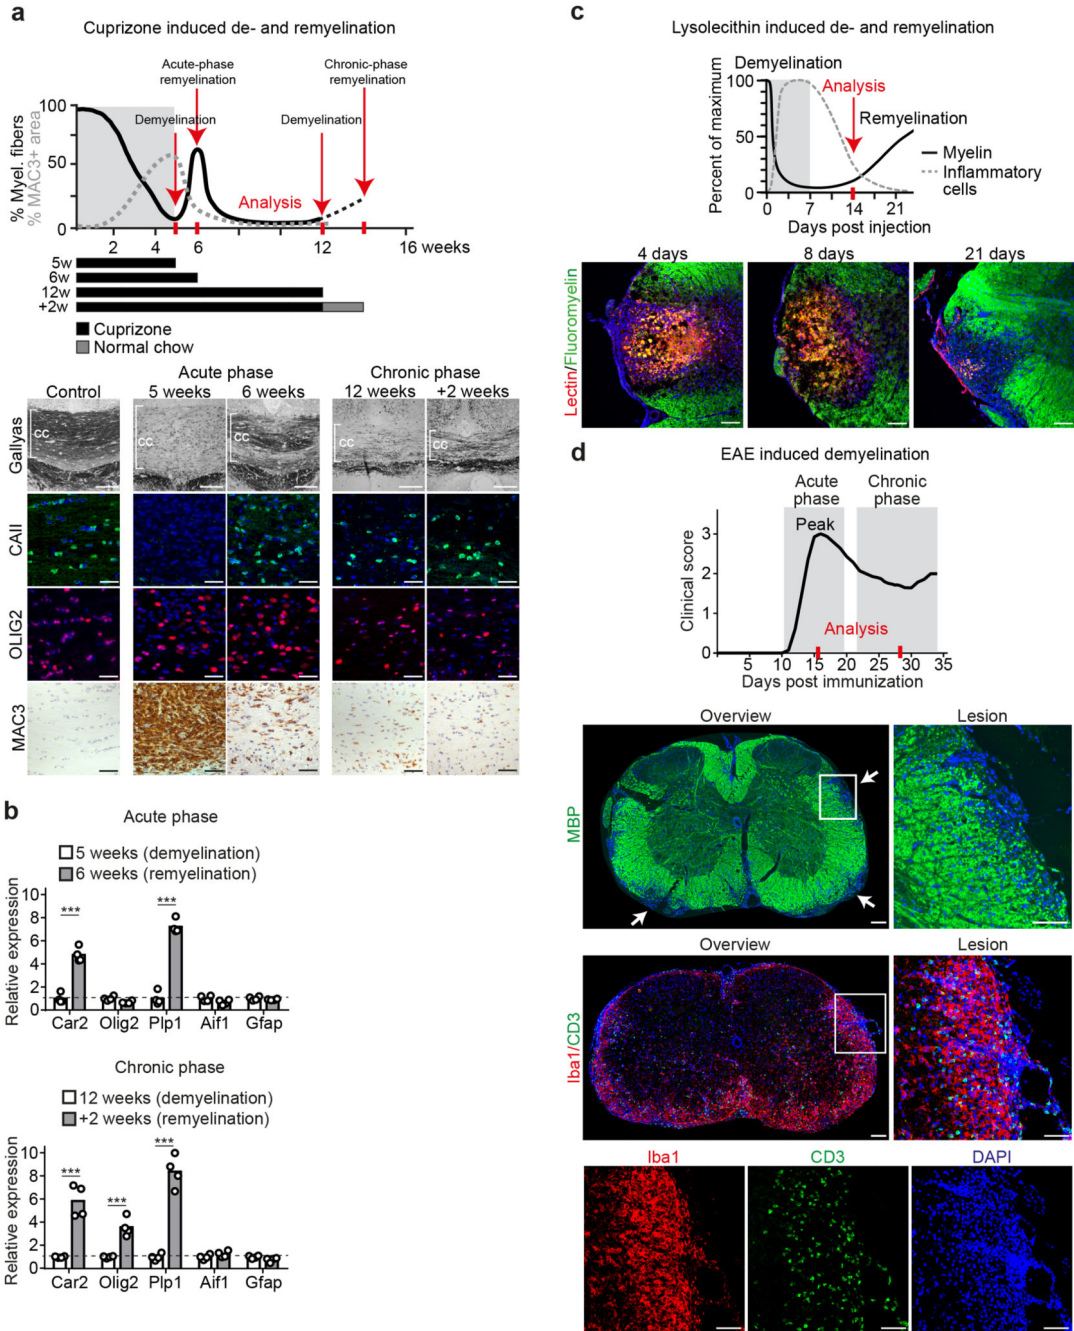 a
Cuprizone induced de- and remyelination
Acute-phase
remyelination
Chronic-phase
remyelination
Demyelination
Demyelination
% Myel. fibers
% MAC3+ area
100
50
0
Analysis
2 4 6 12 16 weeks
5w
6w
12w
+2w
Cuprizone
Normal chow
Acute phase
Chronic phase
Control
5 weeks
6 weeks
12 weeks
+2 weeks
Gallyas
cc
cc
cc
cc
cc
CAII
OLIG2
MAC3
b
Acute phase
5 weeks (demyelination)
6 weeks (remyelination)
Relative expression
10
8
6
4
2
0
***
***
Car2 Olig2 Plp1 Aif1 Gfap
Chronic phase
12 weeks (demyelination)
+2 weeks (remyelination)
Relative expression
10
8
6
4
2
0
***
***
***
Car2 Olig2 Plp1 Aif1 Gfap
c
Lysolecithin induced de- and remyelination
Demyelination
Analysis
Remyelination
Percent of maximum
100
50
0
Myelin
Inflammatory
cells
0 7 14 21
Days post injection
4 days
8 days
21 days
Lectin/Fluoromyelin
d
EAE induced demyelination
Acute
phase
Chronic
phase
Peak
Clinical score
3
2
1
0
Analysis
5 10 15 20 25 30 35
Days post immunization
Overview
Lesion
MBP
Overview
Lesion
Iba1/CD3
Iba1
CD3
DAPI